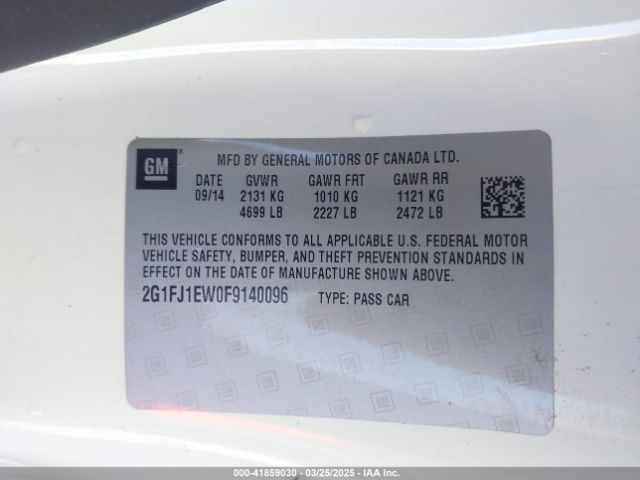 GM
MFD BY GENERAL MOTORS OF CANADA LTD.
DATE GVWR GAWR FRT GAWR RR
09/14 2131 KG 1010 KG 1121 KG
4699 LB 2227 LB 2472 LB
THIS VEHICLE CONFORMS TO ALL APPLICABLE U.S. FEDERAL MOTOR
VEHICLE SAFETY, BUMPER, AND THEFT PREVENTION STANDARDS IN
EFFECT ON THE DATE OF MANUFACTURE SHOWN ABOVE.
2G1FJ1EW0F9140096 TYPE: PASS CAR
000-41859030 - 03/25/2025 - IAA Inc.